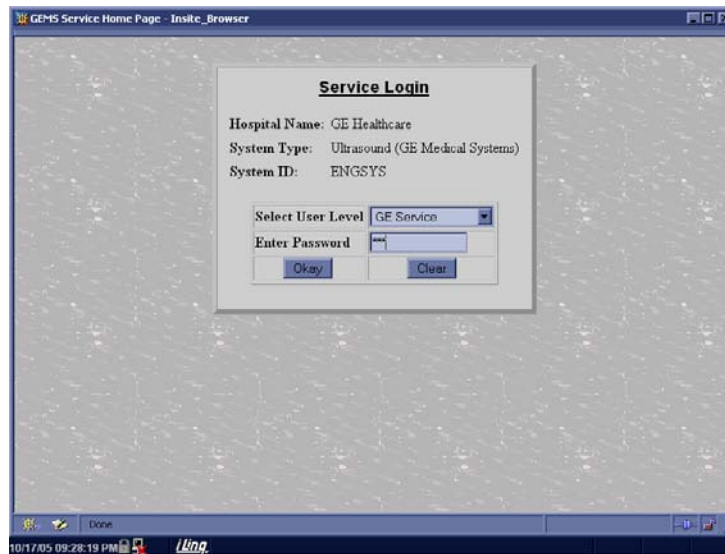 GEMS Service Home Page - Insite_Browser
Service Login
Hospital Name: GE Healthcare
System Type: Ultrasound (GE Medical Systems)
System ID: ENGSYS
Select User Level GE Service
Enter Password ***
Okay Clear
Done
10/17/05 09:28:19 PM iLinq